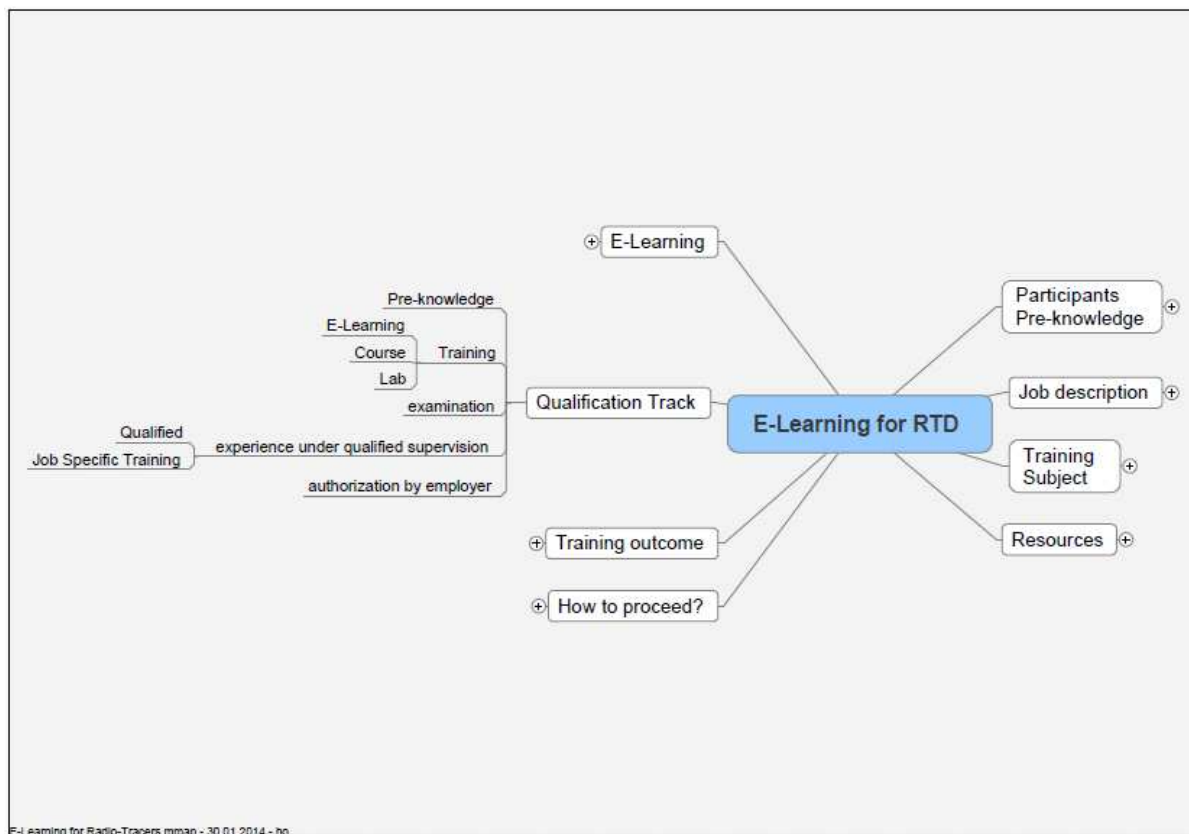 E-Learning
Pre-knowledge
E-Learning
Course
Training
Lab
examination
Qualification Track
Qualified
experience under qualified supervision
Job Specific Training
authorization by employer
Training outcome
How to proceed?
E-Learning for RTD
Participants
Pre-knowledge
Job description
Training
Subject
Resources
E-Learning for Radio-Tracers.mmap - 30.01.2014 -